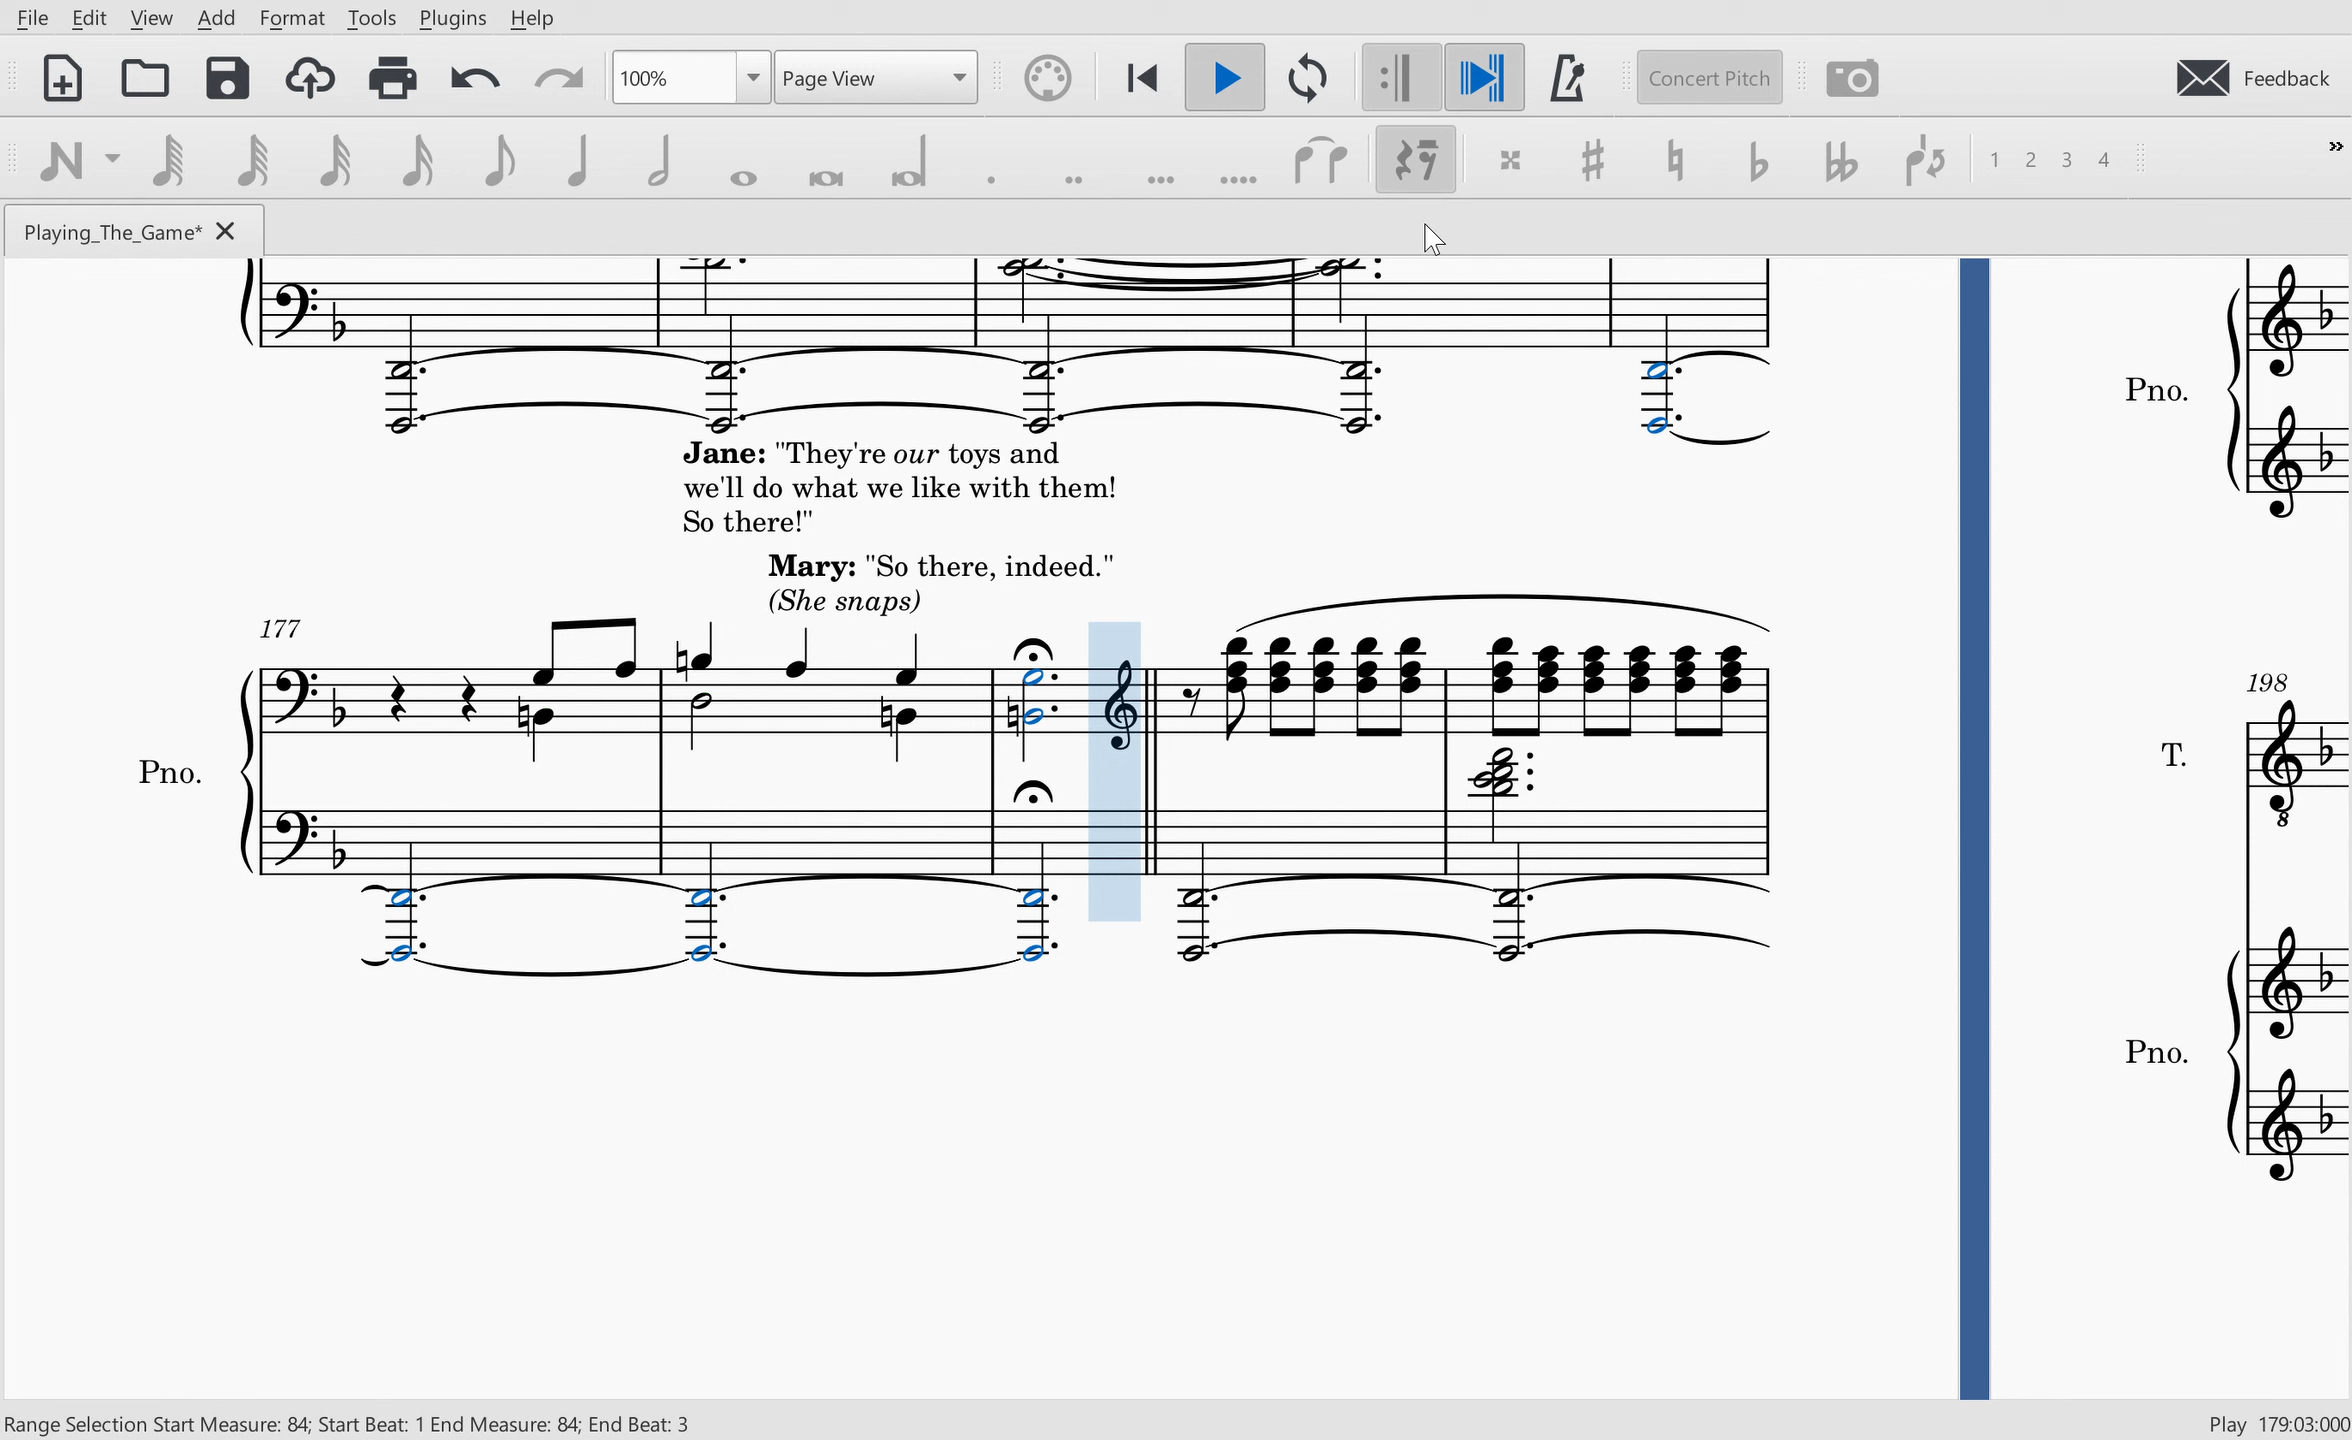 File Edit View Add Format Tools Plugins Help
100% Page View Concert Pitch Feedback
1 2 3 4 »
Playing_The_Game*
Pno.
Jane: "They're our toys and
we'll do what we like with them!
So there!"
Mary: "So there, indeed."
(She snaps)
177
Pno.
198
T.
8
Pno.
Range Selection Start Measure: 84; Start Beat: 1 End Measure: 84; End Beat: 3
Play 179:03:000